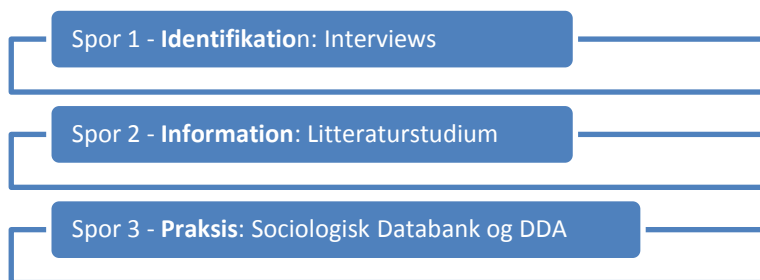 Spor 1 - Identifikation: Interviews
Spor 2 - Information: Litteraturstudium
Spor 3 - Praksis: Sociologisk Databank og DDA